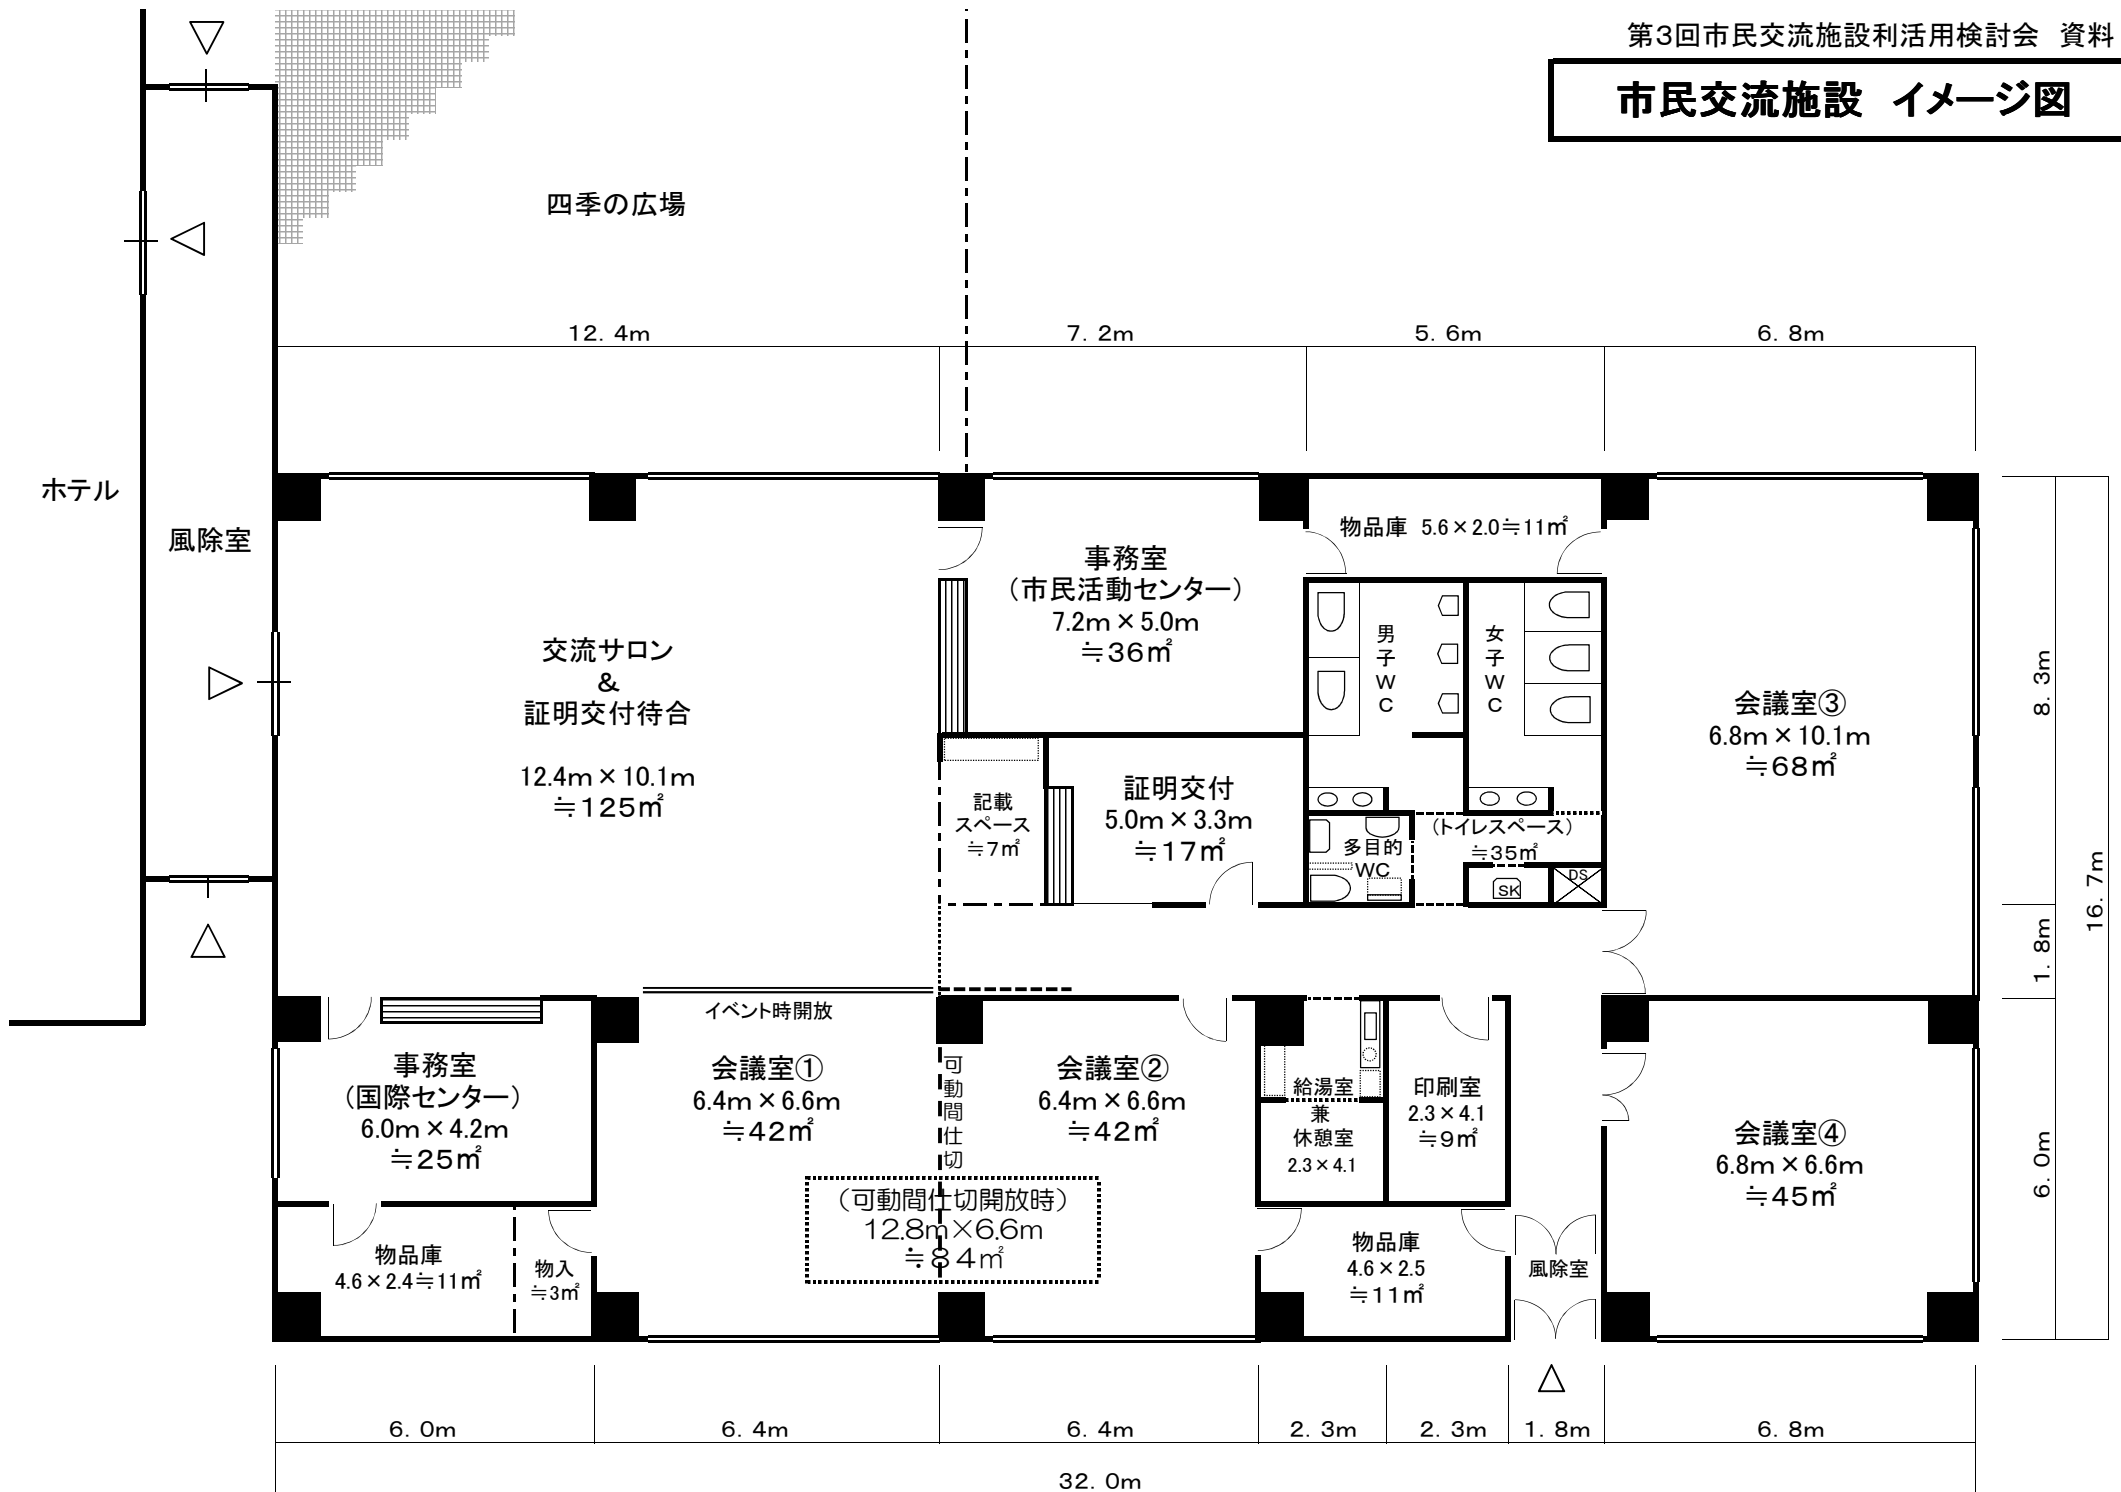 第3回市民交流施設利活用検討会　資料
市民交流施設　イメージ図
四季の広場
12. 4m
7. 2m
5. 6m
6. 8m
ホテル
風除室
交流サロン
&
証明交付待合
12.4m×10.1m
≒125㎡
事務室
（市民活動センター）
7.2m×5.0m
≒36㎡
物品庫 5.6×2.0≒11㎡
男子WC
女子WC
会議室③
6.8m×10.1m
≒68㎡
記載
スペース
≒7㎡
証明交付
5.0m×3.3m
≒17㎡
多目的
WC
（トイレスペース）
≒35㎡
SK
DS
8. 3m
1. 8m
6. 0m
16. 7m
イベント時開放
事務室
（国際センター）
6.0m×4.2m
≒25㎡
会議室①
6.4m×6.6m
≒42㎡
可動間仕切
会議室②
6.4m×6.6m
≒42㎡
（可動間仕切開放時）
12.8m×6.6m
≒84㎡
給湯室
兼
休憩室
2.3×4.1
印刷室
2.3×4.1
≒9㎡
会議室④
6.8m×6.6m
≒45㎡
物品庫
4.6×2.4≒11㎡
物入
≒3㎡
物品庫
4.6×2.5
≒11㎡
風除室
6. 0m
6. 4m
6. 4m
2. 3m
2. 3m
1. 8m
6. 8m
32. 0m